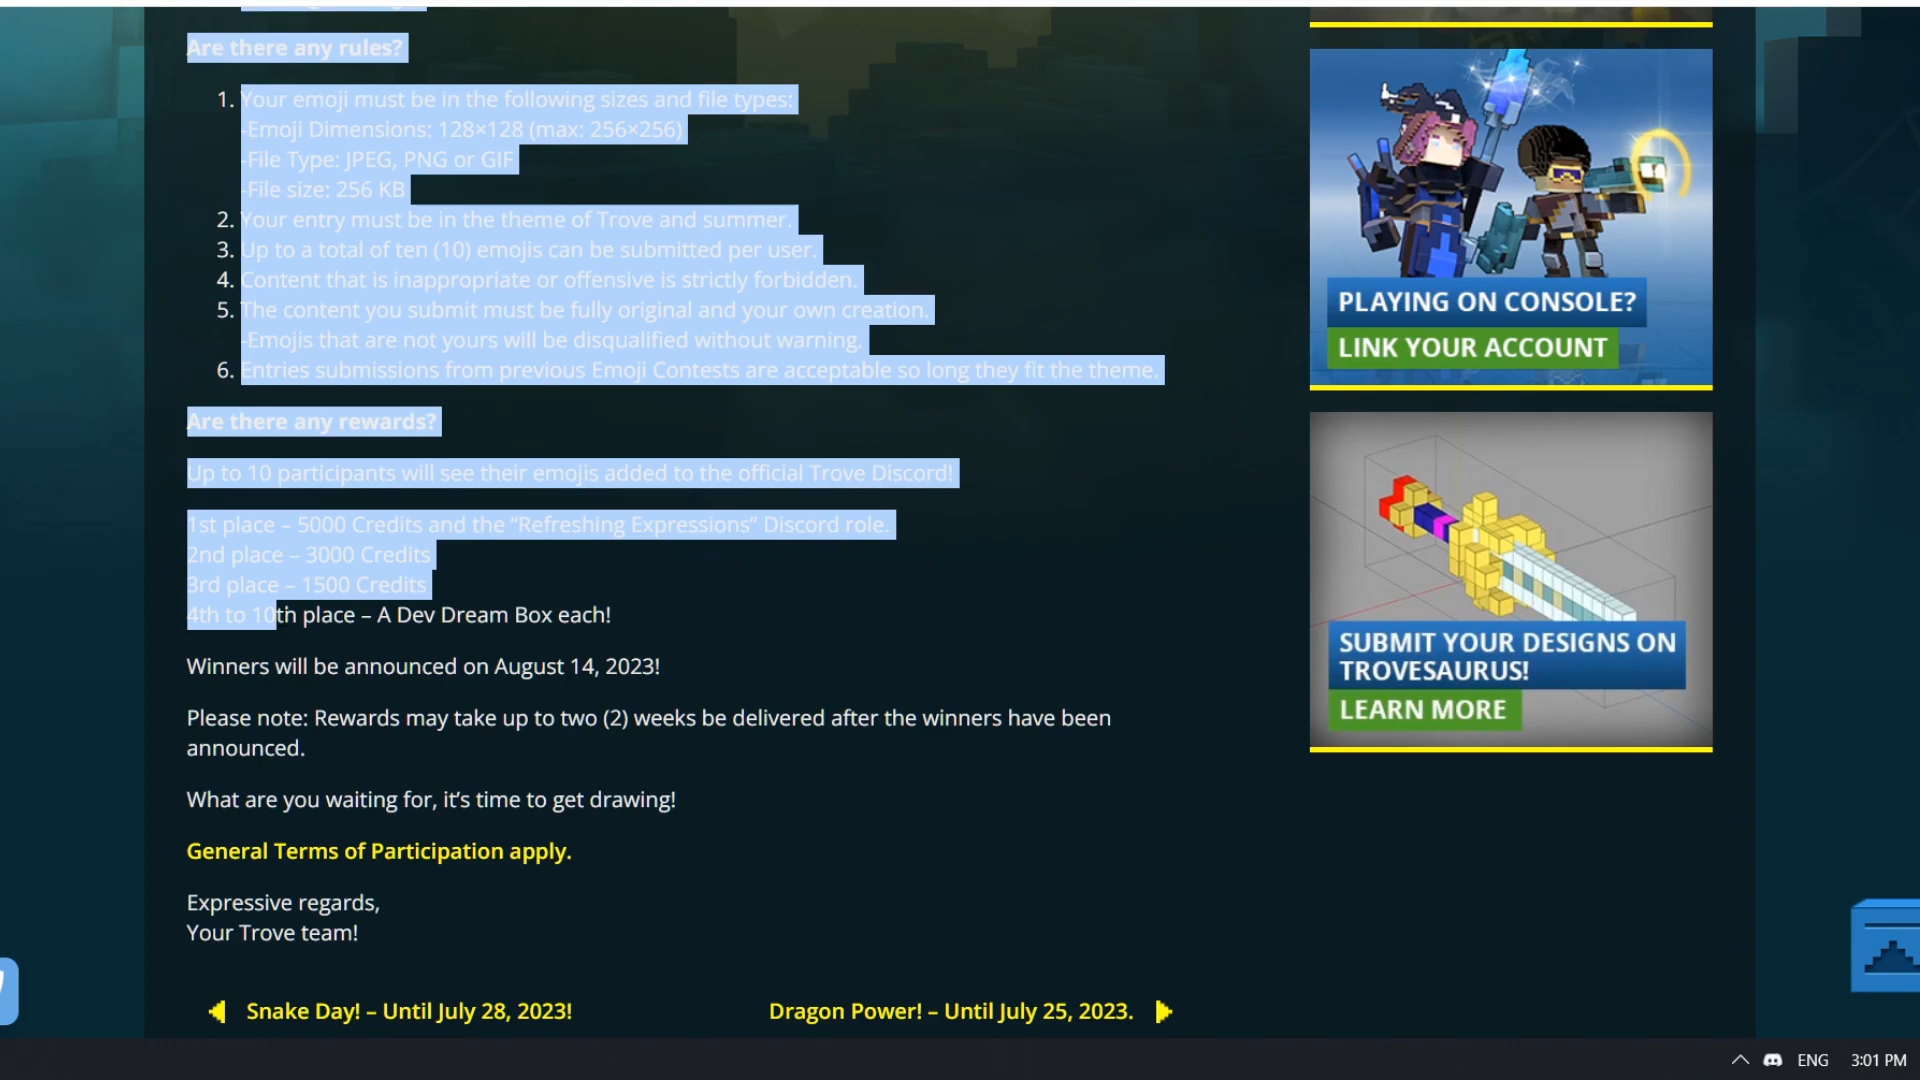 Are there any rules?
1. Your emoji must be in the following sizes and file types:
-Emoji Dimensions: 128×128 (max: 256×256)
-File Type: JPEG, PNG or GIF
-File size: 256 KB
2. Your entry must be in the theme of Trove and summer.
3. Up to a total of ten (10) emojis can be submitted per user.
4. Content that is inappropriate or offensive is strictly forbidden.
5. The content you submit must be fully original and your own creation.
-Emojis that are not yours will be disqualified without warning.
6. Entries submissions from previous Emoji Contests are acceptable so long they fit the theme.
Are there any rewards?
Up to 10 participants will see their emojis added to the official Trove Discord!
1st place – 5000 Credits and the “Refreshing Expressions” Discord role.
2nd place – 3000 Credits
3rd place – 1500 Credits
4th to 10th place – A Dev Dream Box each!
Winners will be announced on August 14, 2023!
Please note: Rewards may take up to two (2) weeks be delivered after the winners have been
announced.
What are you waiting for, it’s time to get drawing!
General Terms of Participation apply.
Expressive regards,
Your Trove team!
Snake Day! – Until July 28, 2023!
Dragon Power! – Until July 25, 2023.
PLAYING ON CONSOLE?
LINK YOUR ACCOUNT
SUBMIT YOUR DESIGNS ON
TROVESAURUS!
LEARN MORE
ENG
3:01 PM